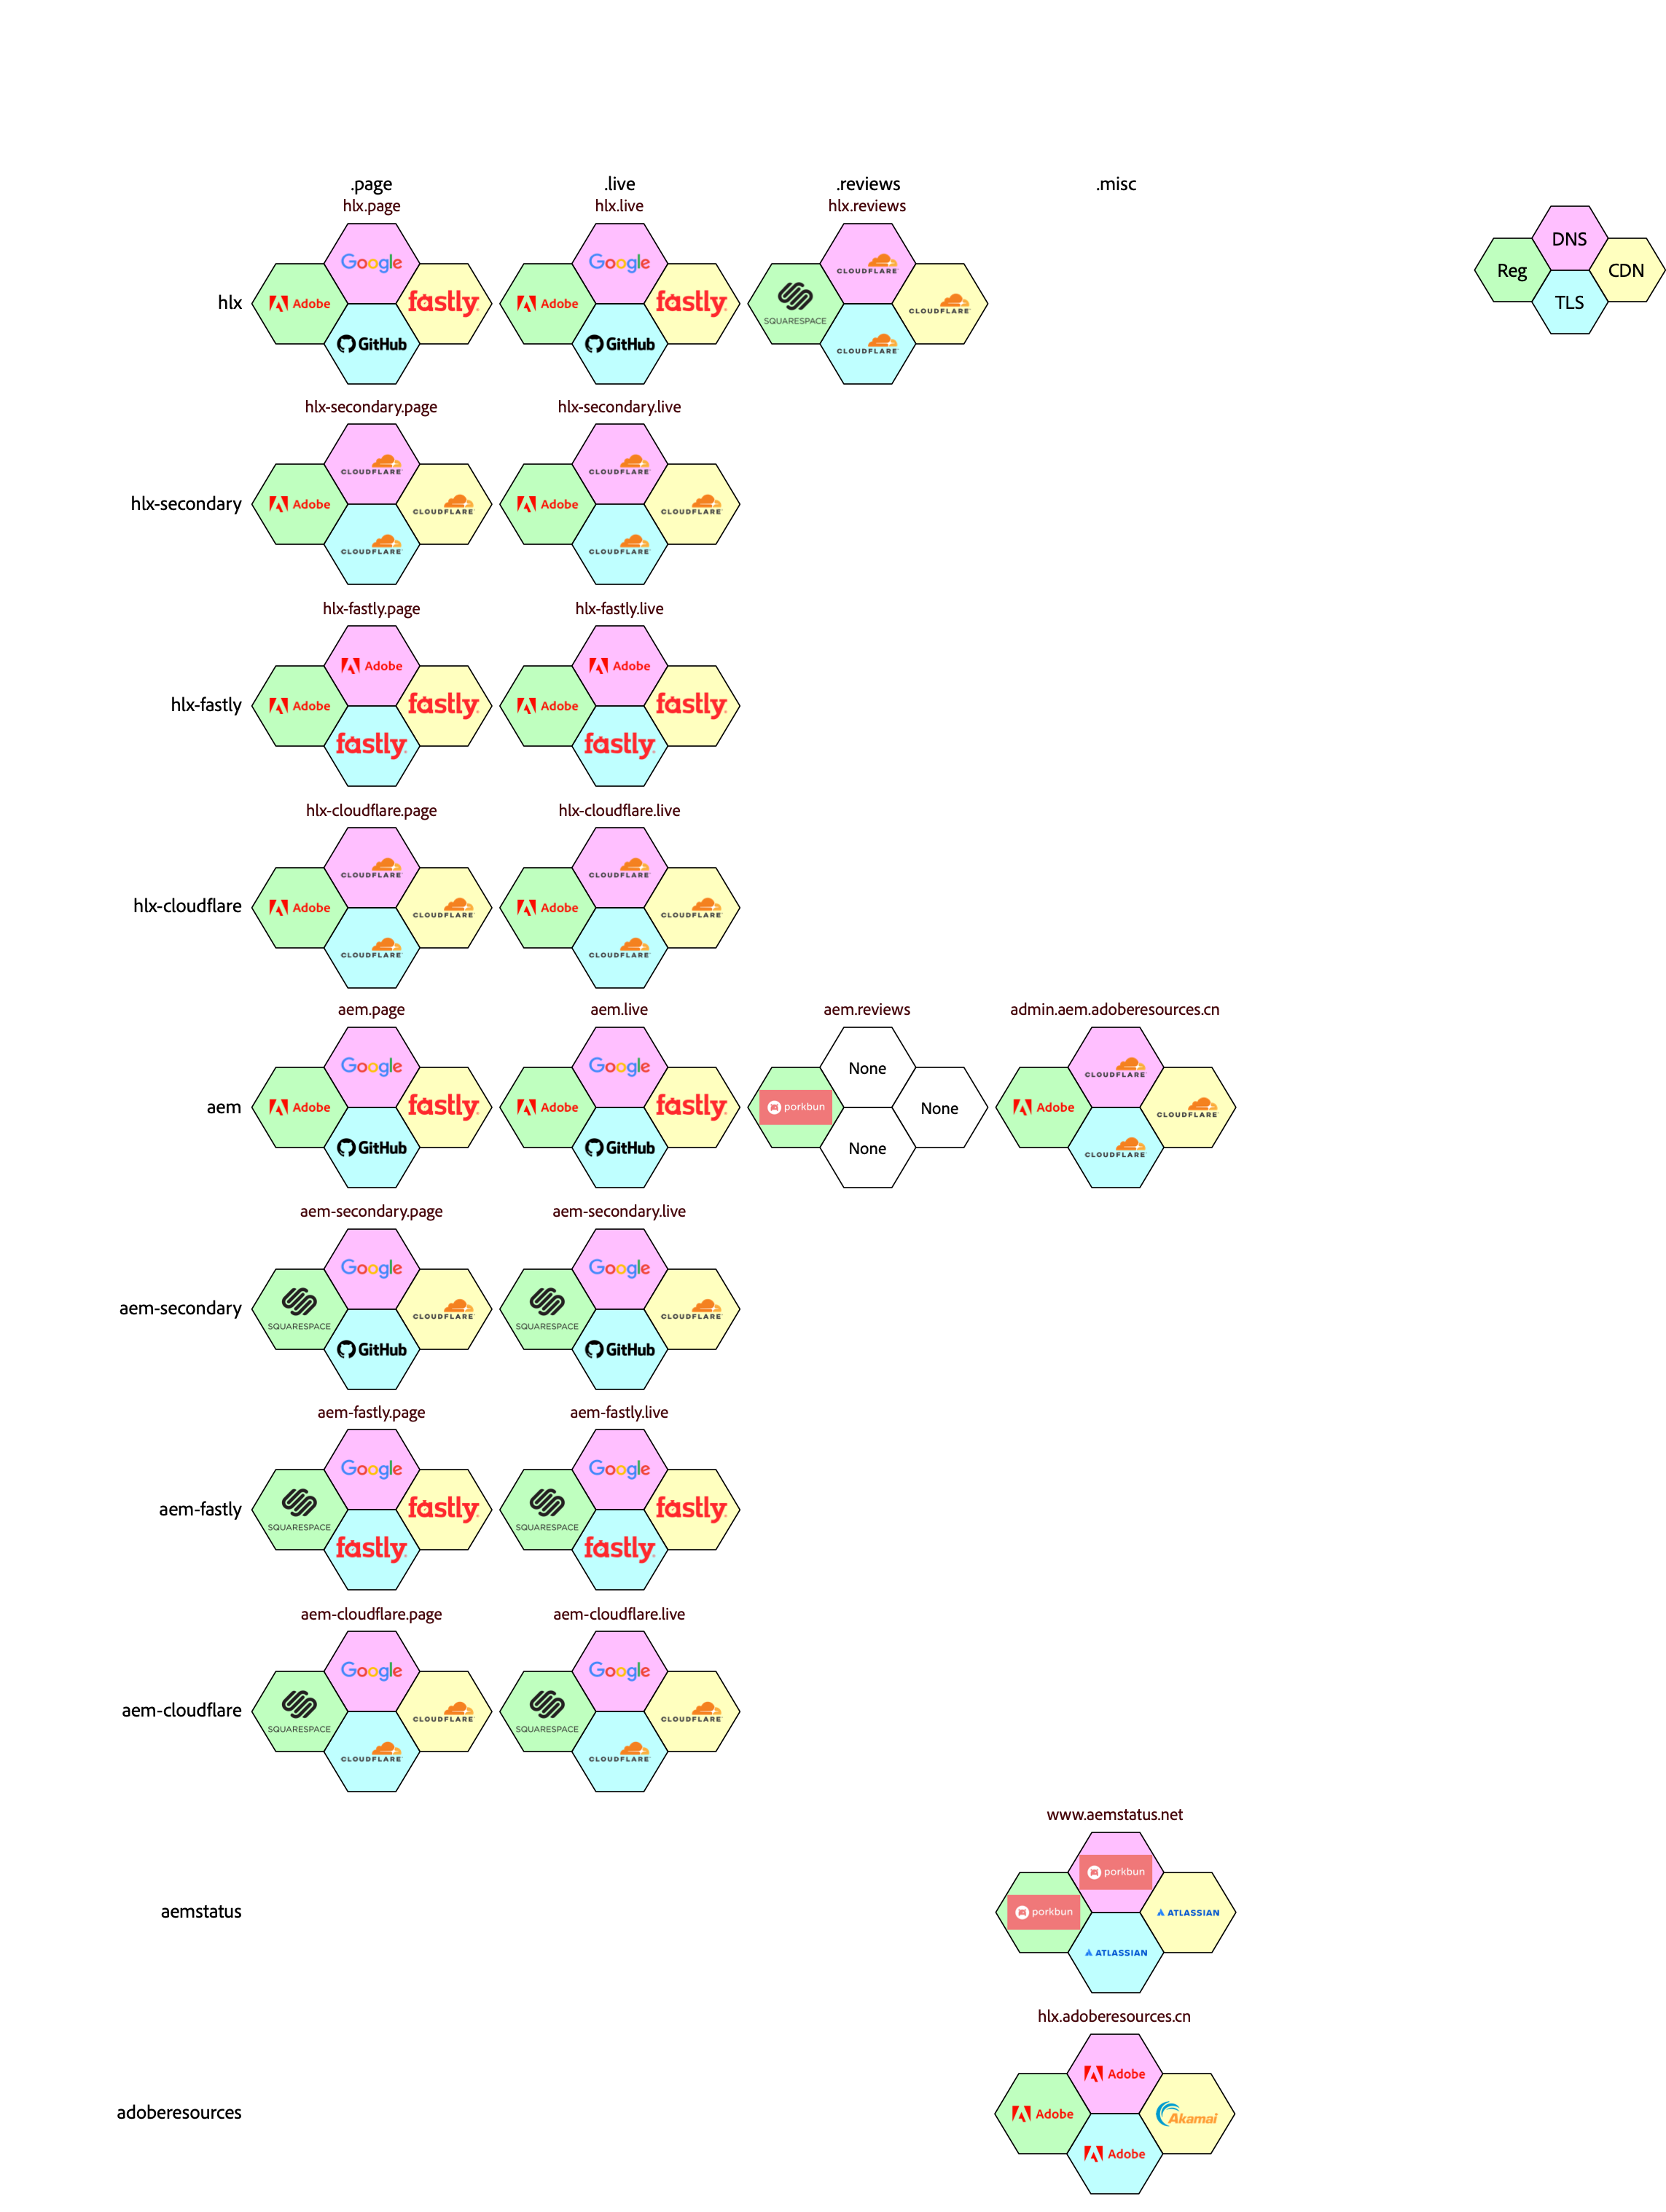 .page .live .reviews .misc
hlx.page hlx.live hlx.reviews
DNS
Reg CDN
TLS
Google Google CLOUDFLARE
hlx Adobe fastly Adobe fastly SQUARESPACE CLOUDFLARE
GitHub GitHub CLOUDFLARE
hlx-secondary.page hlx-secondary.live
CLOUDFLARE CLOUDFLARE
hlx-secondary Adobe CLOUDFLARE Adobe CLOUDFLARE
CLOUDFLARE CLOUDFLARE
hlx-fastly.page hlx-fastly.live
Adobe Adobe
hlx-fastly Adobe fastly Adobe fastly
fastly fastly
hlx-cloudflare.page hlx-cloudflare.live
CLOUDFLARE CLOUDFLARE
hlx-cloudflare Adobe CLOUDFLARE Adobe CLOUDFLARE
CLOUDFLARE CLOUDFLARE
aem.page aem.live aem.reviews admin.aem.adoberesources.cn
Google Google None CLOUDFLARE
aem Adobe fastly Adobe fastly porkbun None Adobe CLOUDFLARE
GitHub GitHub None CLOUDFLARE
aem-secondary.page aem-secondary.live
Google Google
aem-secondary SQUARESPACE CLOUDFLARE SQUARESPACE CLOUDFLARE
GitHub GitHub
aem-fastly.page aem-fastly.live
Google Google
aem-fastly SQUARESPACE fastly SQUARESPACE fastly
fastly fastly
aem-cloudflare.page aem-cloudflare.live
Google Google
aem-cloudflare SQUARESPACE CLOUDFLARE SQUARESPACE CLOUDFLARE
CLOUDFLARE CLOUDFLARE
www.aemstatus.net
porkbun
aemstatus porkbun ATLASSIAN
ATLASSIAN
hlx.adoberesources.cn
Adobe
adoberesources Adobe Akamai
Adobe